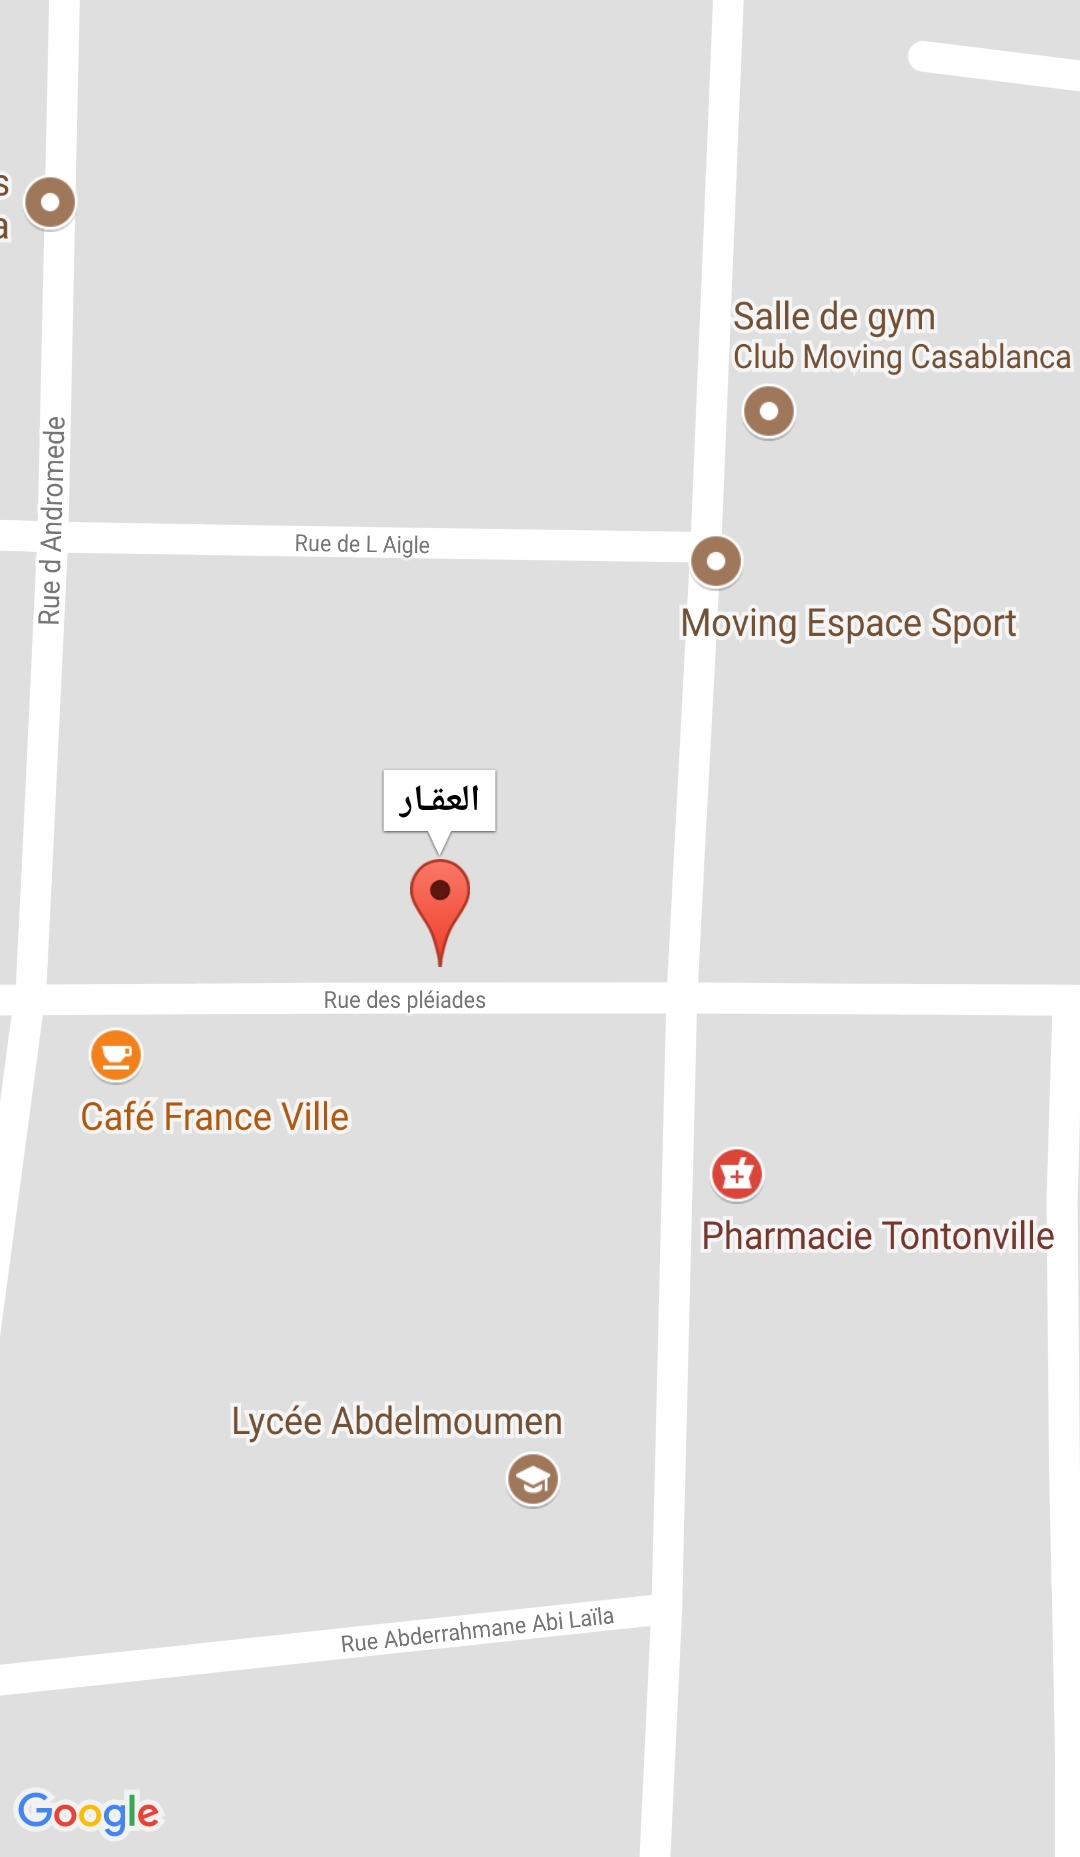 s
a
Salle de gym
Club Moving Casablanca
Rue d Andromede
Rue de L Aigle
Moving Espace Sport
العقار
Rue des pléiades
Café France Ville
Pharmacie Tontonville
Lycée Abdelmoumen
Rue Abderrahmane Abi Laïla
Google